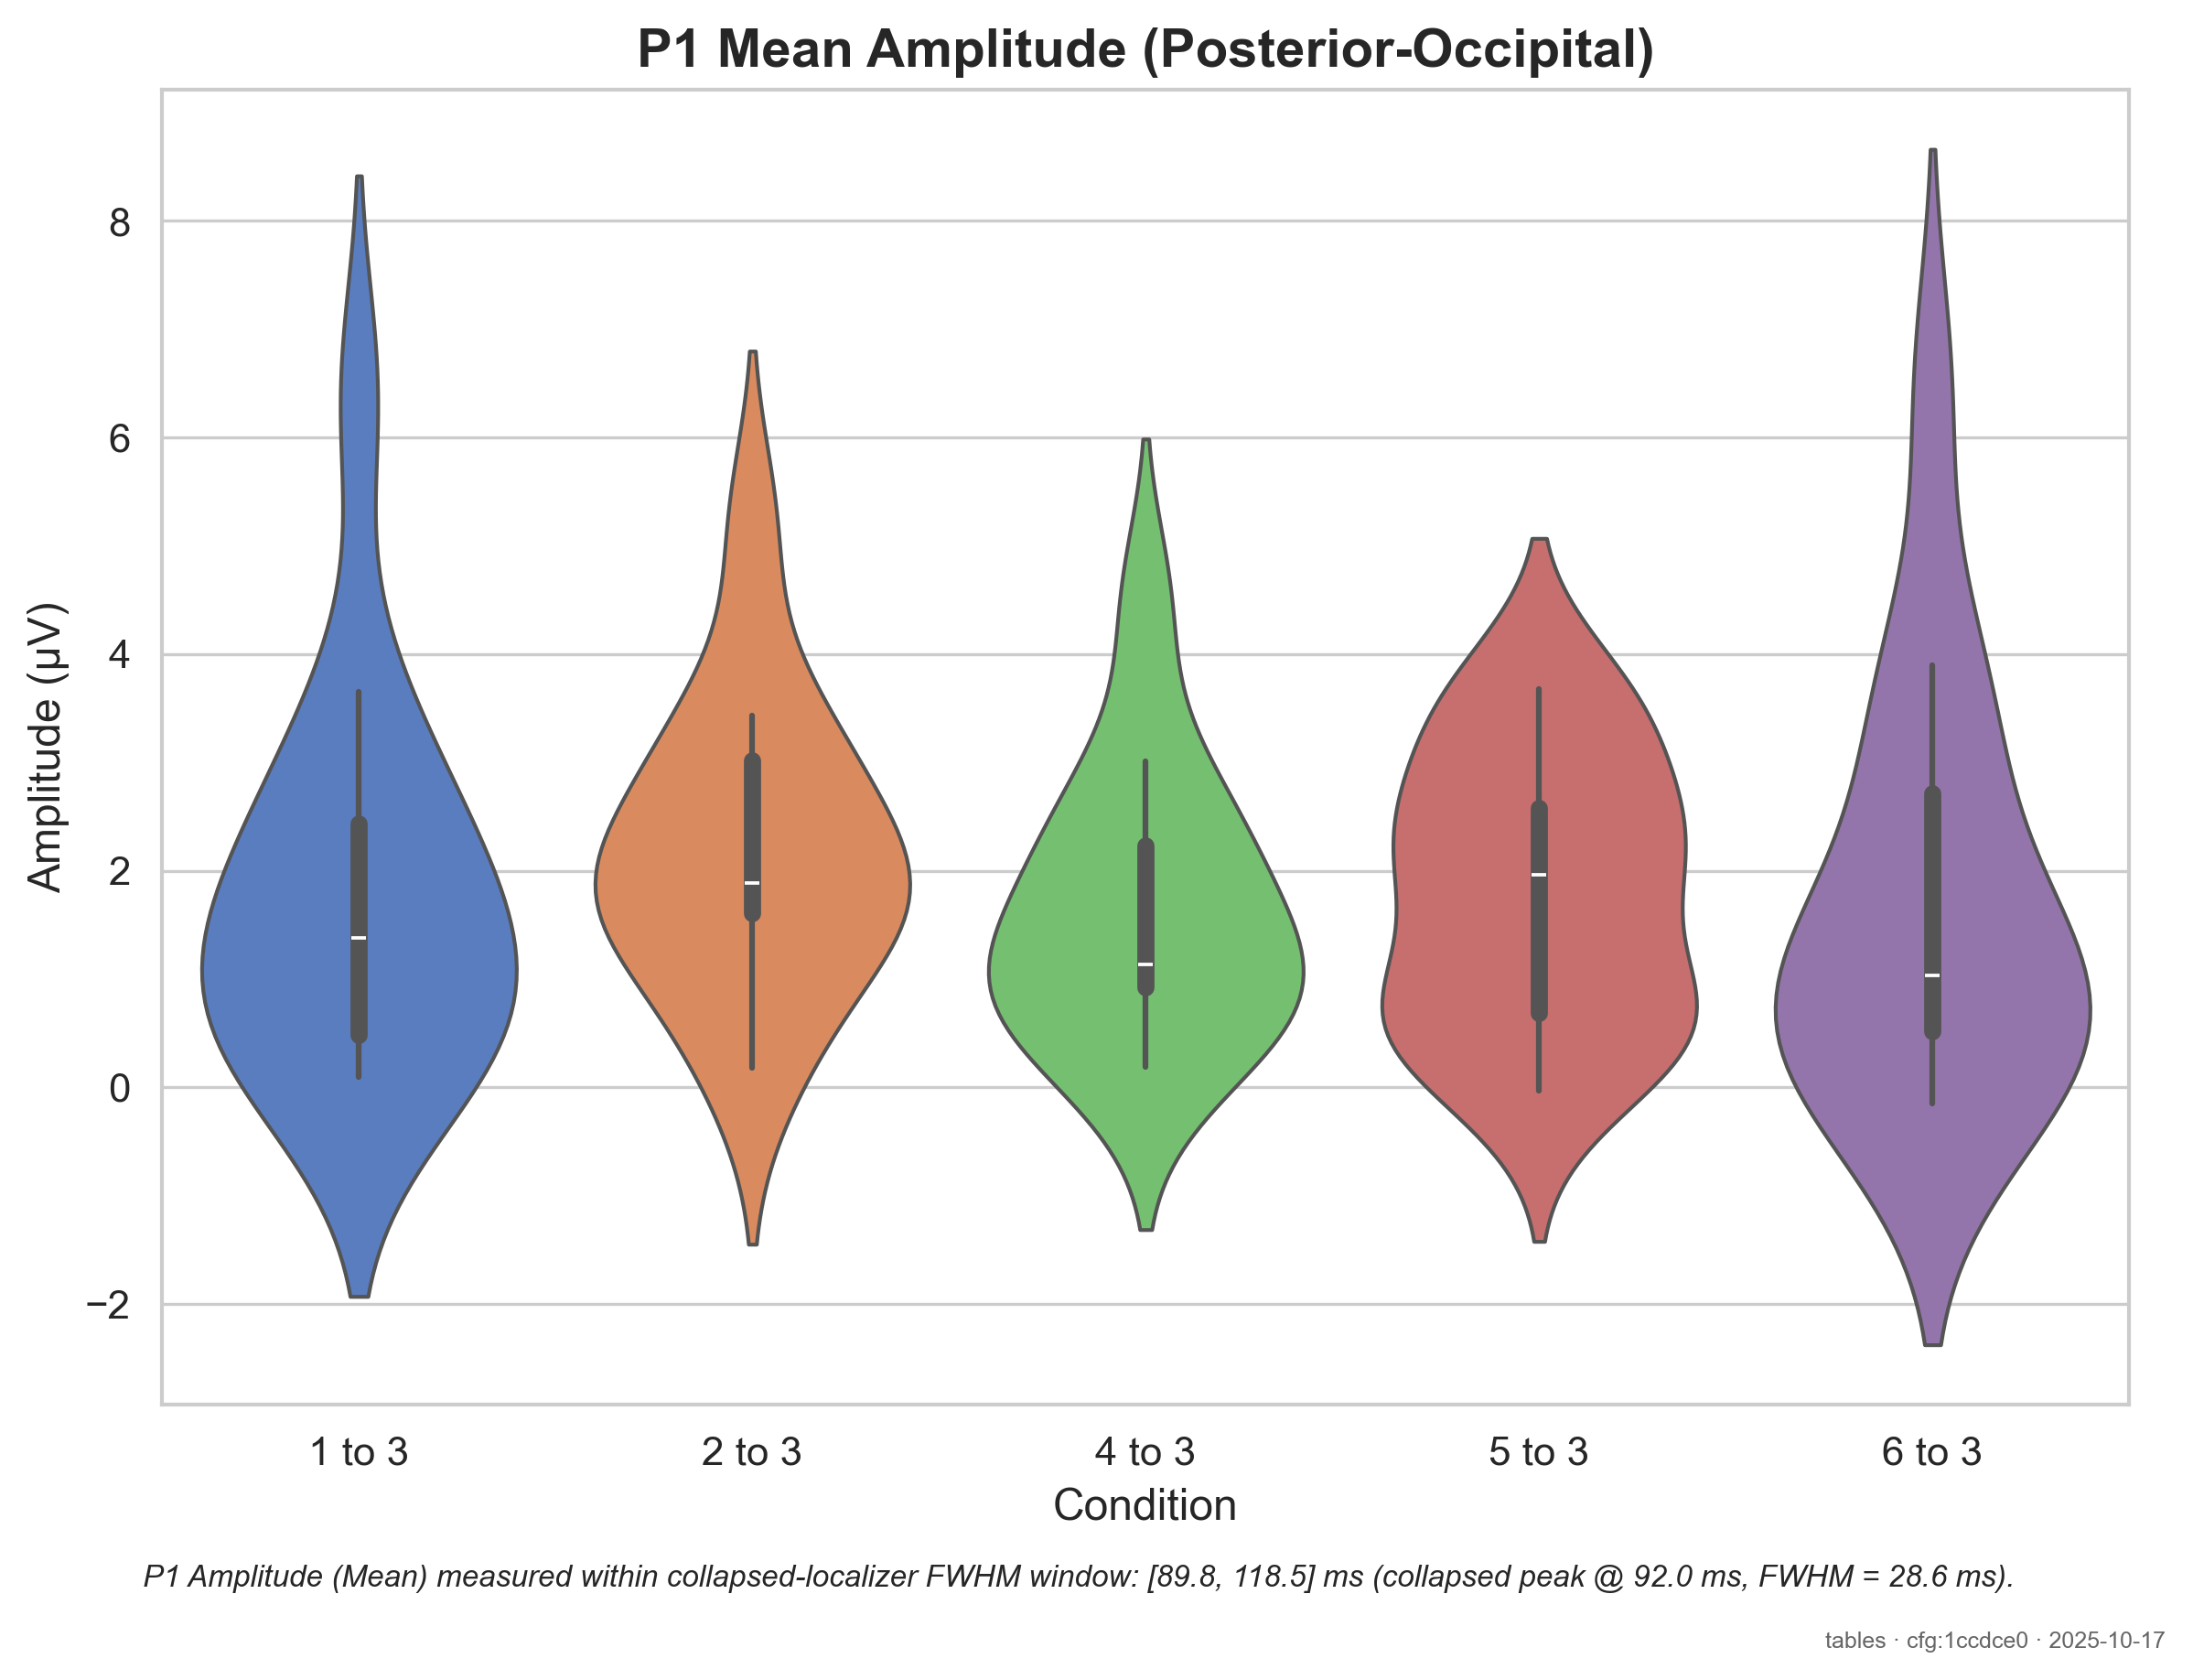 P1 Mean Amplitude (Posterior-Occipital)
Amplitude (µV)
8
6
4
2
0
−2
1 to 3
2 to 3
4 to 3
5 to 3
6 to 3
Condition
P1 Amplitude (Mean) measured within collapsed-localizer FWHM window: [89.8, 118.5] ms (collapsed peak @ 92.0 ms, FWHM = 28.6 ms).
tables · cfg:1ccdce0 · 2025-10-17